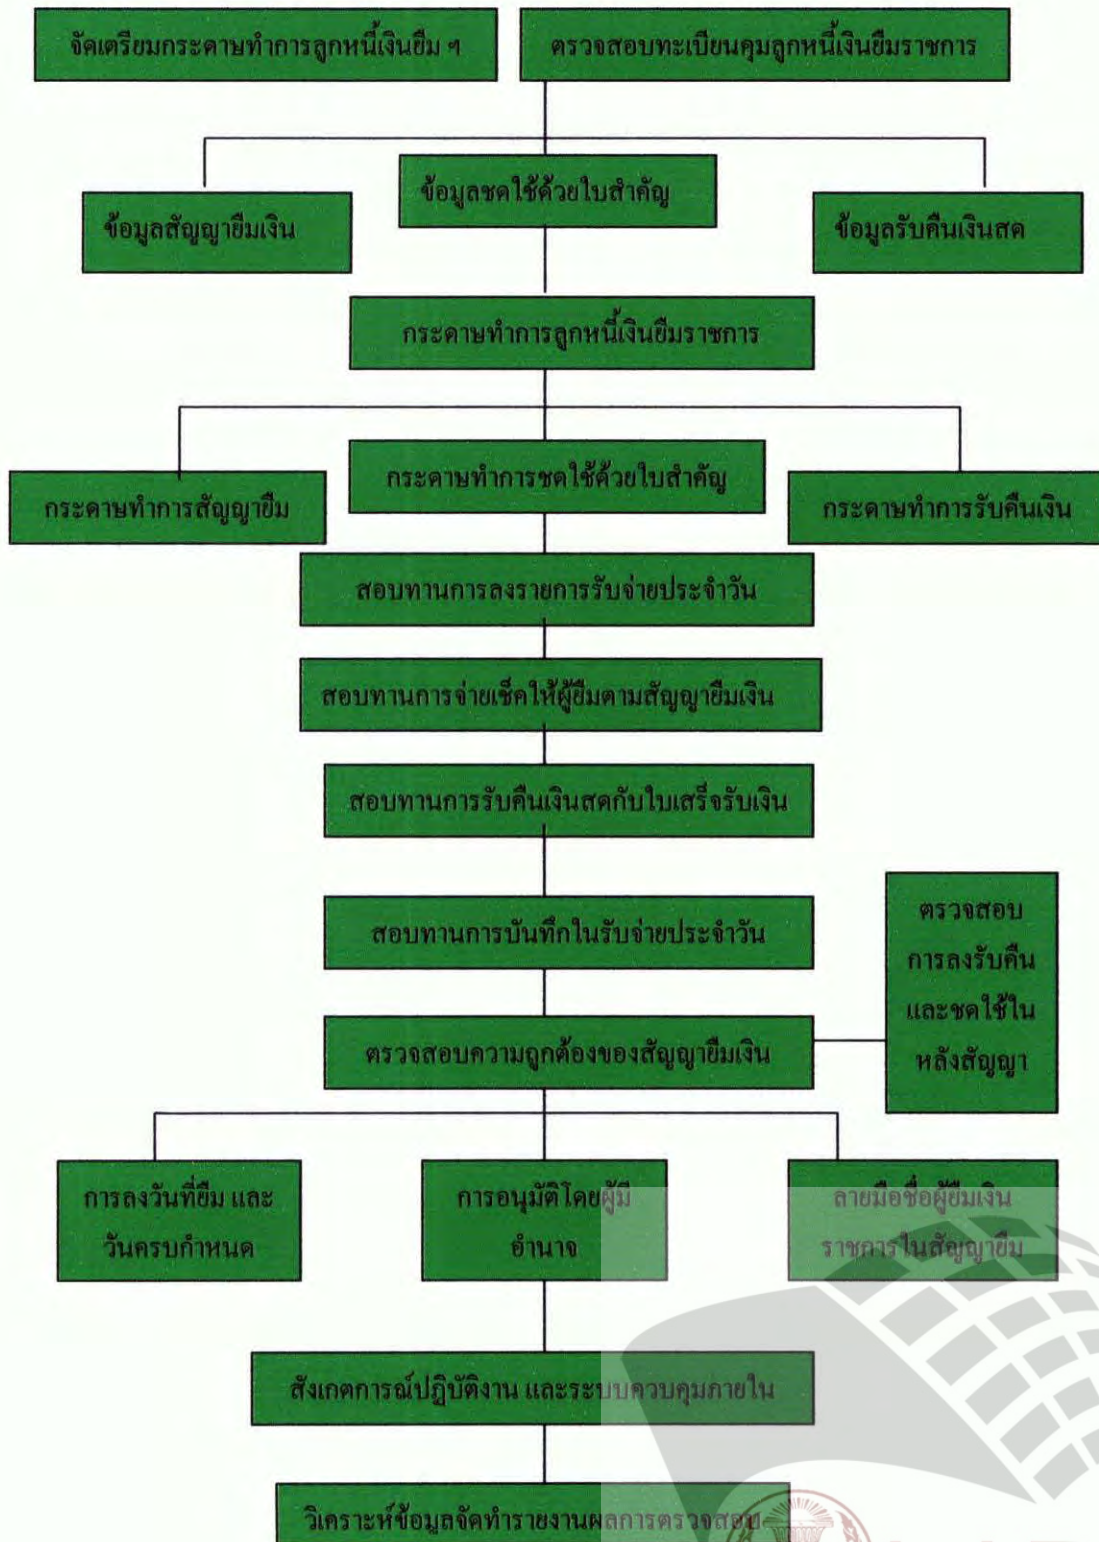 จัดเตรียมกระดาษทำการลูกหนี้เงินยืม ฯ
ตรวจสอบทะเบียนคุมลูกหนี้เงินยืมราชการ
ข้อมูลสัญญายืมเงิน
ข้อมูลชดใช้ด้วยใบสำคัญ
ข้อมูลรับคืนเงินสด
กระดาษทำการลูกหนี้เงินยืมราชการ
กระดาษทำการสัญญายืม
กระดาษทำการชดใช้ด้วยใบสำคัญ
กระดาษทำการรับคืนเงิน
สอบทานการลงรายการรับจ่ายประจำวัน
สอบทานการจ่ายเช็คให้ผู้ยืมตามสัญญายืมเงิน
สอบทานการรับคืนเงินสดกับใบเสร็จรับเงิน
สอบทานการบันทึกในรับจ่ายประจำวัน
ตรวจสอบ
การลงรับคืน
และชดใช้ใน
หลังสัญญา
ตรวจสอบความถูกต้องของสัญญายืมเงิน
การลงวันที่ยืม และ
วันครบกำหนด
การอนุมัติโดยผู้มี
อำนาจ
ลายมือชื่อผู้ยืมเงิน
ราชการในสัญญายืม
สังเกตการณ์ปฏิบัติงาน และระบบควบคุมภายใน
วิเคราะห์ข้อมูลจัดทำรายงานผลการตรวจสอบ